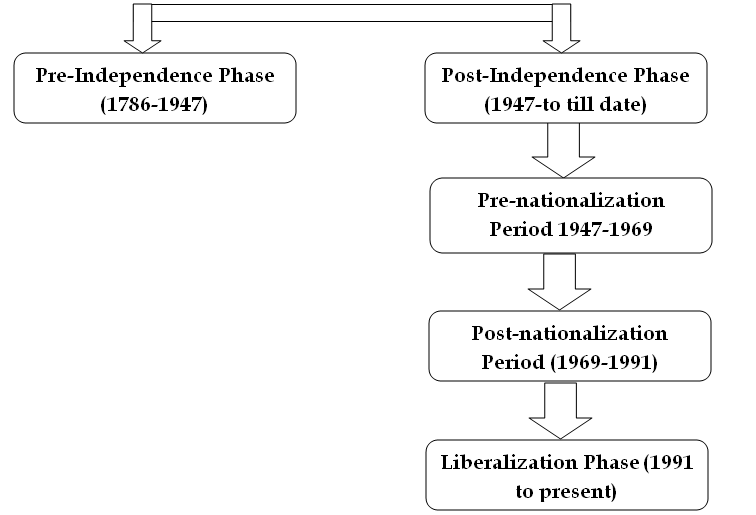 Pre-Independence Phase
(1786-1947)
Post-Independence Phase
(1947-to till date)
Pre-nationalization
Period 1947-1969
Post-nationalization
Period (1969-1991)
Liberalization Phase (1991
to present)